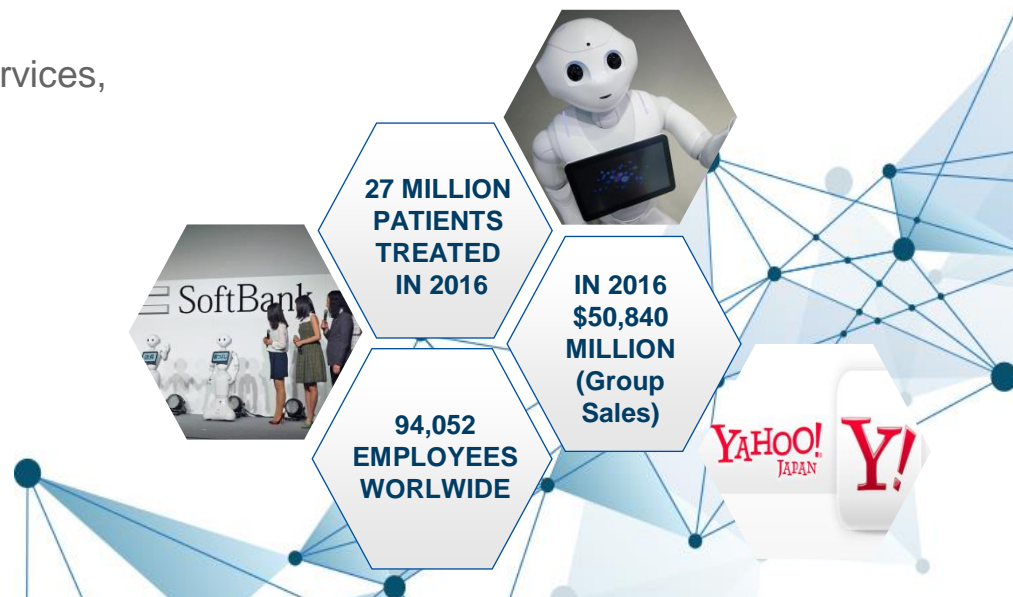 rvices,
27 MILLION
PATIENTS
TREATED
IN 2016
SoftBank
IN 2016
$50,840
MILLION
(Group
Sales)
94,052
EMPLOYEES
WORLWIDE
YAHOO!
JAPAN
Y!